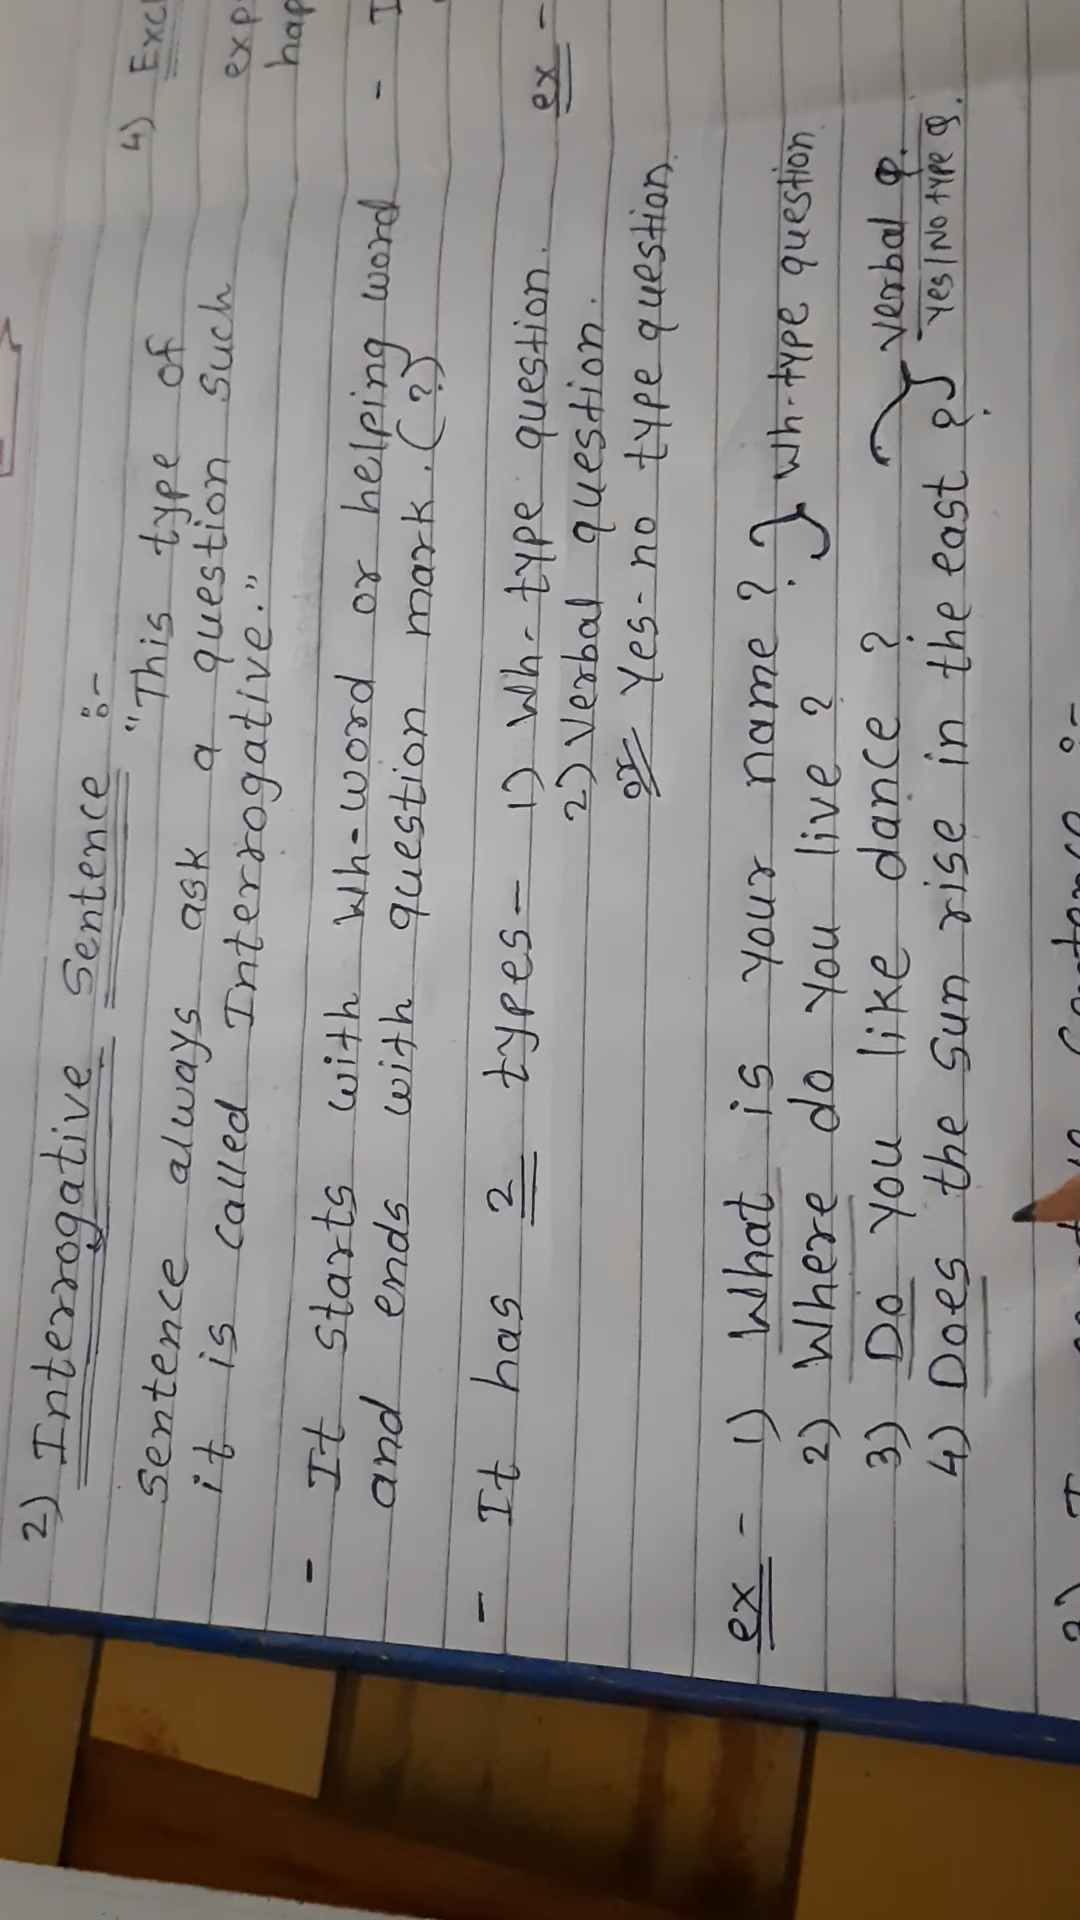 2) Interrogative Sentence :-
"This type of
sentence always ask a question such
it is called Interrogative."
- It starts with Wh-word or helping word
and ends with question mark. (?)
- It has 2 types- 1) Wh-type question.
2) Verbal question.
or Yes-no type question.
ex - 1) What is your name ? } Wh-type question
2) Where do you live ?
3) Do you like dance ? } Verbal Q.
4) Does the sun rise in the east ? Yes/No type Q.
4) Exc
exp
hap
- I
ex -